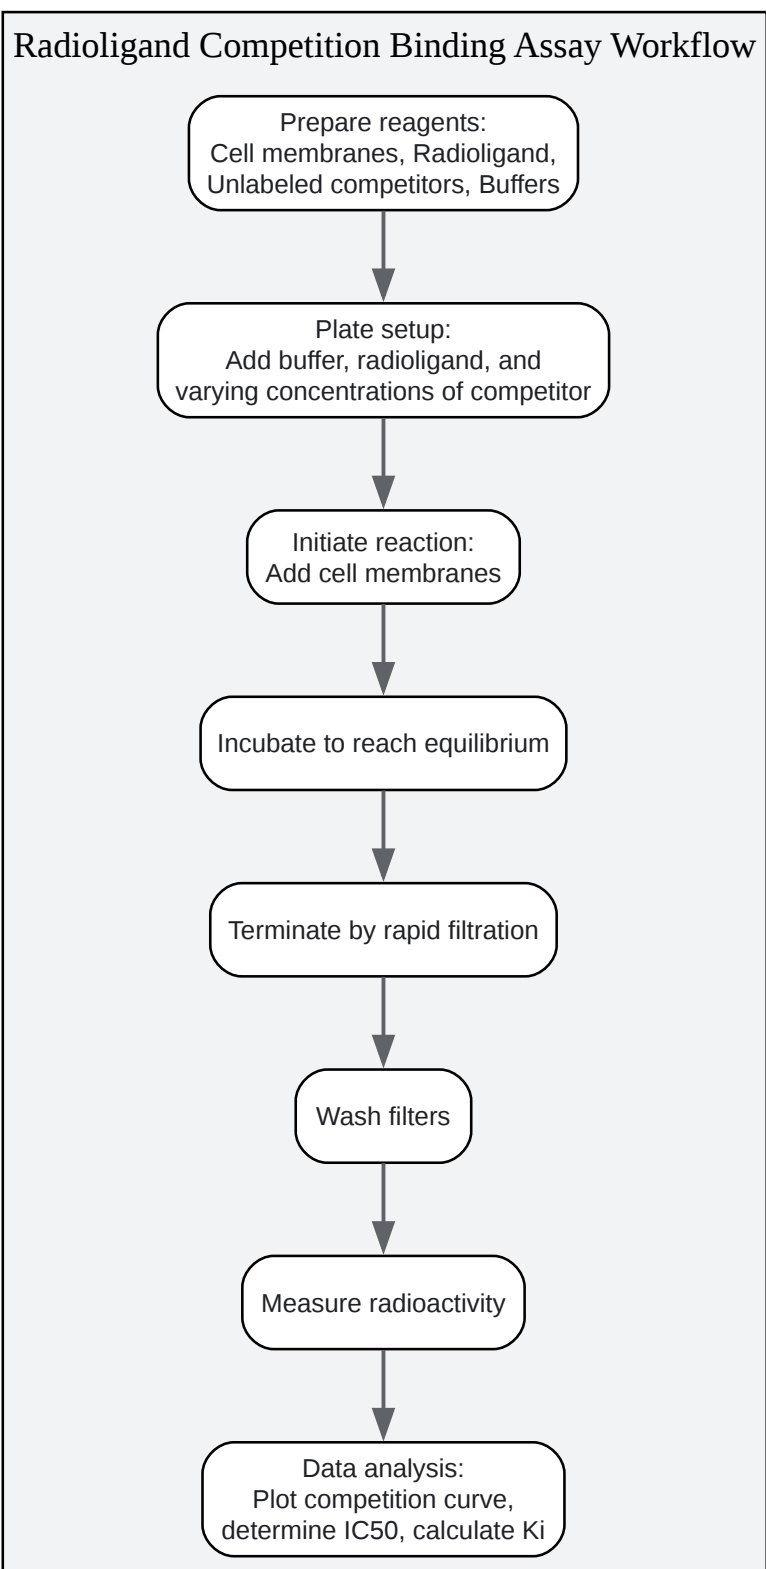 Radioligand Competition Binding Assay Workflow
Prepare reagents:
Cell membranes, Radioligand,
Unlabeled competitors, Buffers
Plate setup:
Add buffer, radioligand, and
varying concentrations of competitor
Initiate reaction:
Add cell membranes
Incubate to reach equilibrium
Terminate by rapid filtration
Wash filters
Measure radioactivity
Data analysis:
Plot competition curve,
determine IC50, calculate Ki